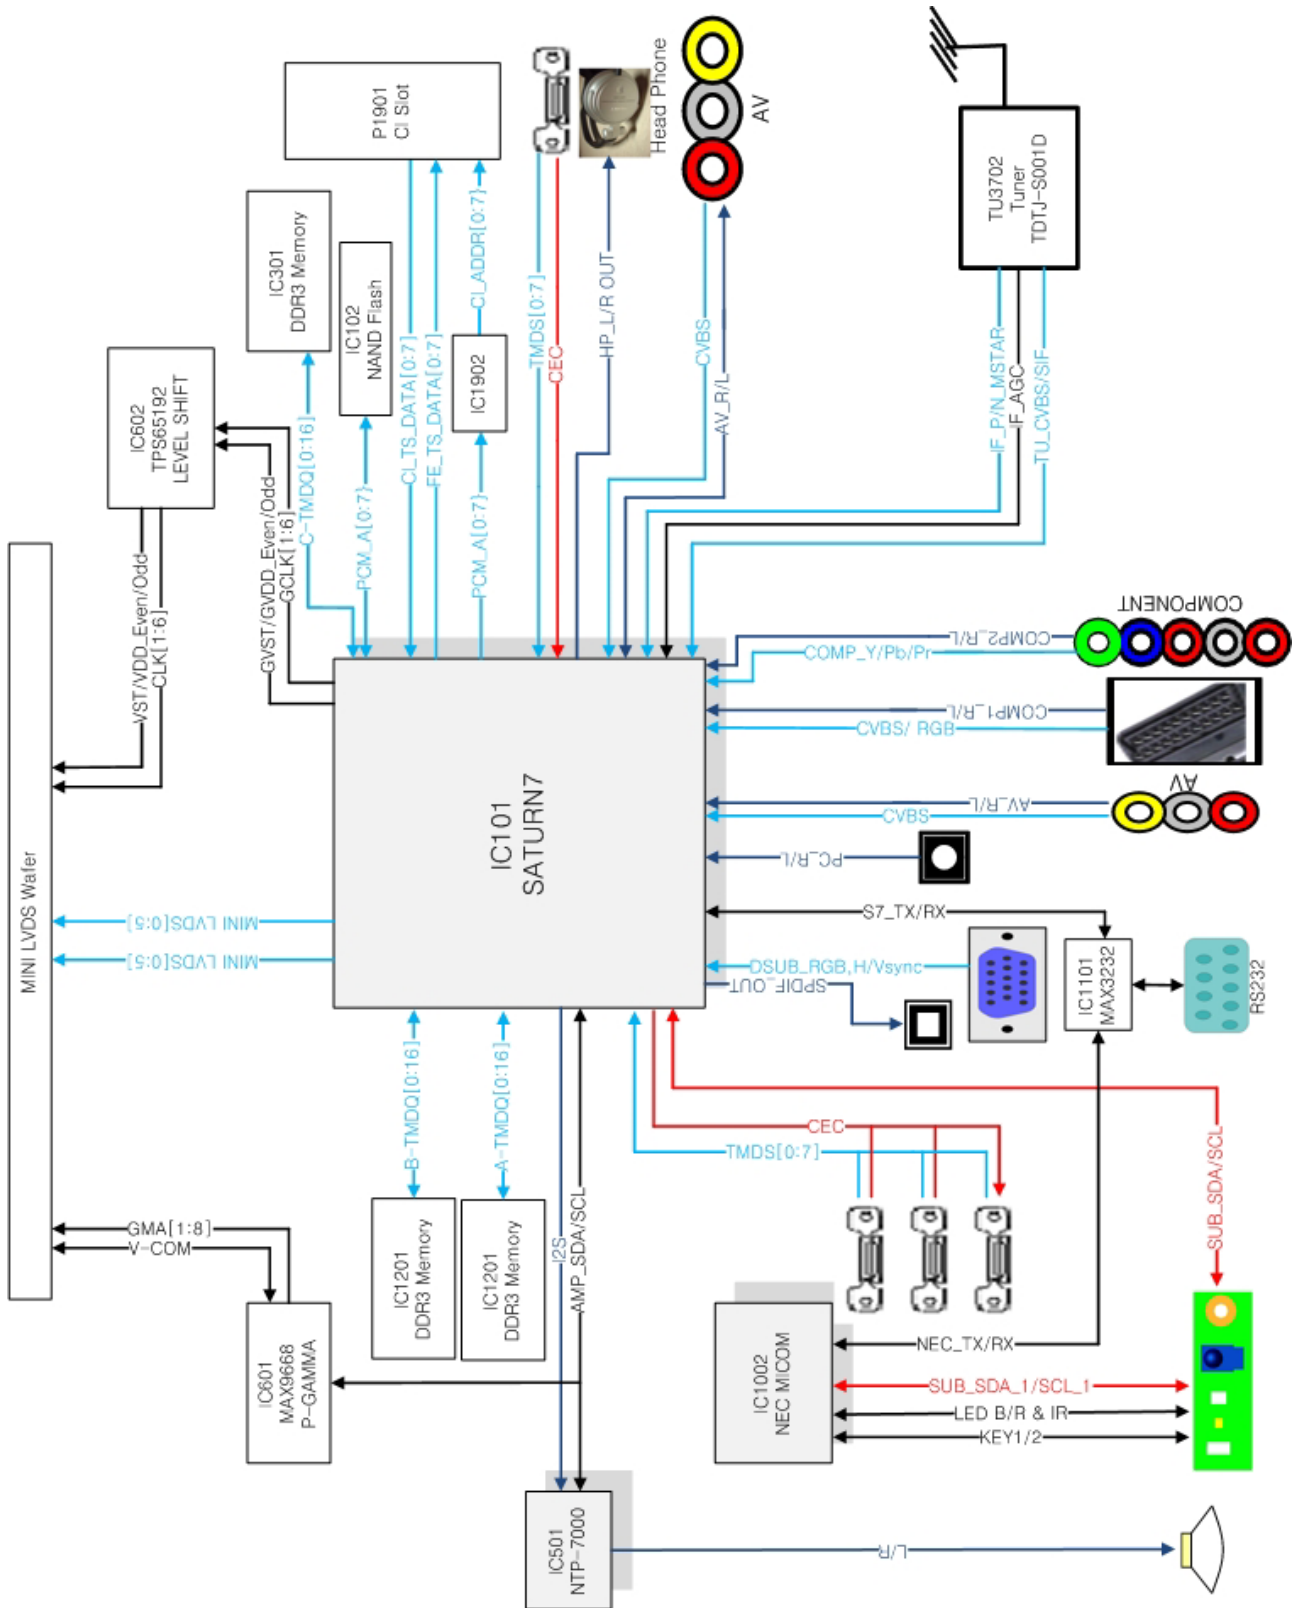 P1901
CI Slot
IC301
DDR3 Memory
IC102
NAND Flash
IC602
TPS65192
LEVEL SHIFT
IC1902
Head Phone
AV
TU3702
Tuner
TDTJ-S001D
VST/VDD_Even/Odd
CLK[1:6]
GVST/GVDD_Even/Odd
GCLK[1:6]
C-TMDQ[0:16]
PCM_A[0:7]
CI_TS_DATA[0:7]
FE_TS_DATA[0:7]
PCM_A[0:7]
CI_ADDR[0:7]
TMDS[0:7]
CEC
HP_L/R OUT
CVBS
AV_R/L
IF_P/N_MSTAR
IF_AGC
TU_CVBS/SIF
MINI LVDS Wafer
MINI LVDS[0:5]
MINI LVDS[0:5]
IC101
SATURN7
COMP2_R/L
COMP_Y/Pb/Pr
COMPONENT
COMP1_R/L
CVBS/ RGB
AV_R/L
CVBS
AV
PC_R/L
S7_TX/RX
DSUB_RGB,H/Vsync
SPDIF_OUT
IC1101
MAX3232
RS232
B-TMDQ[0:16]
A-TMDQ[0:16]
I2S
AMP_SDA/SCL
CEC
TMDS[0:7]
SUB_SDA/SCL
GMA[1:8]
V-COM
IC601
MAX9668
P-GAMMA
IC1201
DDR3 Memory
IC1201
DDR3 Memory
IC1002
NEC MICOM
NEC_TX/RX
SUB_SDA_1/SCL_1
LED B/R & IR
KEY1/2
IC501
NTP-7000
L/R